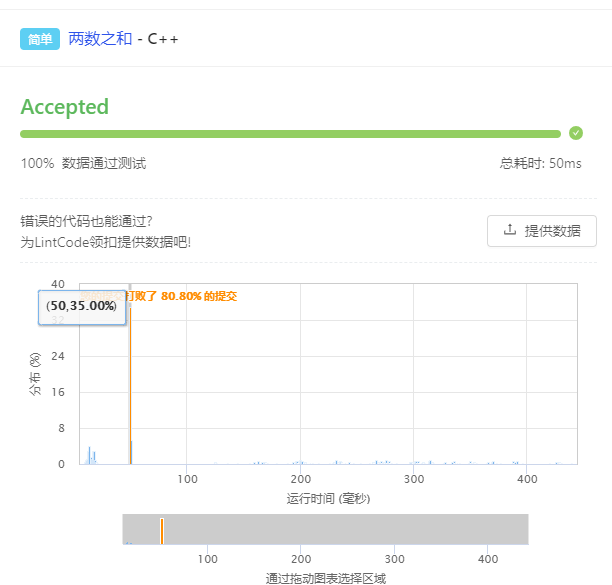 简单 两数之和 - C++
Accepted
100% 数据通过测试
总耗时: 50ms
错误的代码也能通过?
为LintCode领扣提供数据吧!
提供数据
打败了 80.80% 的提交
(50,35.00%)
40
32
24
16
8
0
分布 (%)
100
200
300
400
运行时间 (毫秒)
100
200
300
400
通过拖动图表选择区域